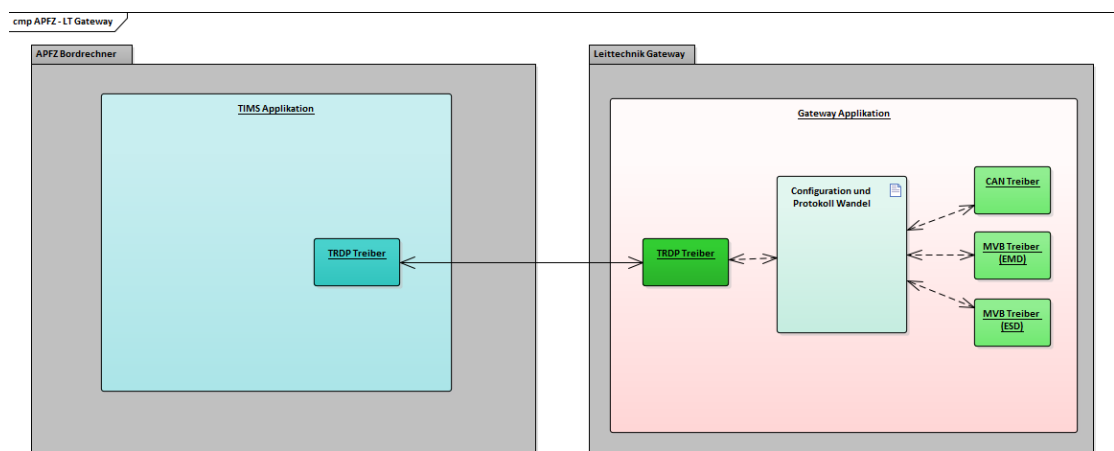 cmp APFZ - LT Gateway
APFZ Bordrechner
Leittechnik Gateway
TIMS Applikation
Gateway Applikation
TRDP Treiber
TRDP Treiber
Configuration und
Protokoll Wandel
CAN Treiber
MVB Treiber
(EMD)
MVB Treiber
(ESD)